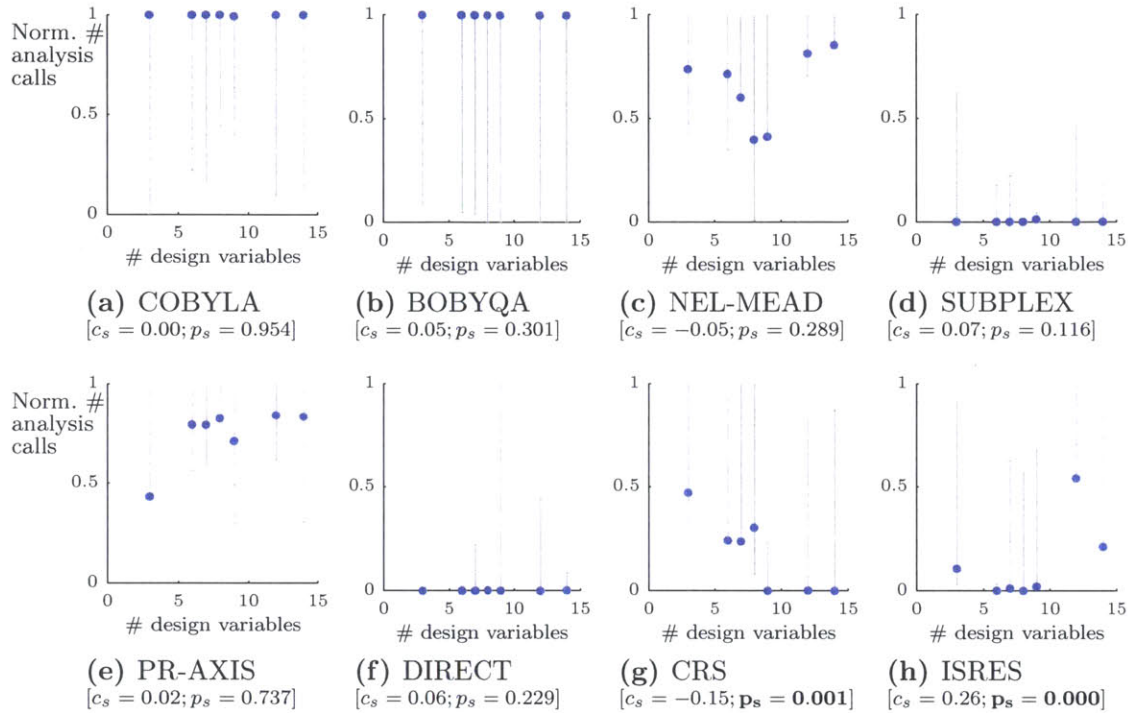 Norm. #
analysis
calls
1
0.5
0
0 5 10 15
# design variables
(a) COBYLA
[c_s = 0.00; p_s = 0.954]
1
0.5
0
0 5 10 15
# design variables
(b) BOBYQA
[c_s = 0.05; p_s = 0.301]
1
0.5
0
0 5 10 15
# design variables
(c) NEL-MEAD
[c_s = −0.05; p_s = 0.289]
1
0.5
0
0 5 10 15
# design variables
(d) SUBPLEX
[c_s = 0.07; p_s = 0.116]
Norm. #
analysis
calls
1
0.5
0
0 5 10 15
# design variables
(e) PR-AXIS
[c_s = 0.02; p_s = 0.737]
1
0.5
0
0 5 10 15
# design variables
(f) DIRECT
[c_s = 0.06; p_s = 0.229]
1
0.5
0
0 5 10 15
# design variables
(g) CRS
[c_s = −0.15; p_s = 0.001]
1
0.5
0
0 5 10 15
# design variables
(h) ISRES
[c_s = 0.26; p_s = 0.000]